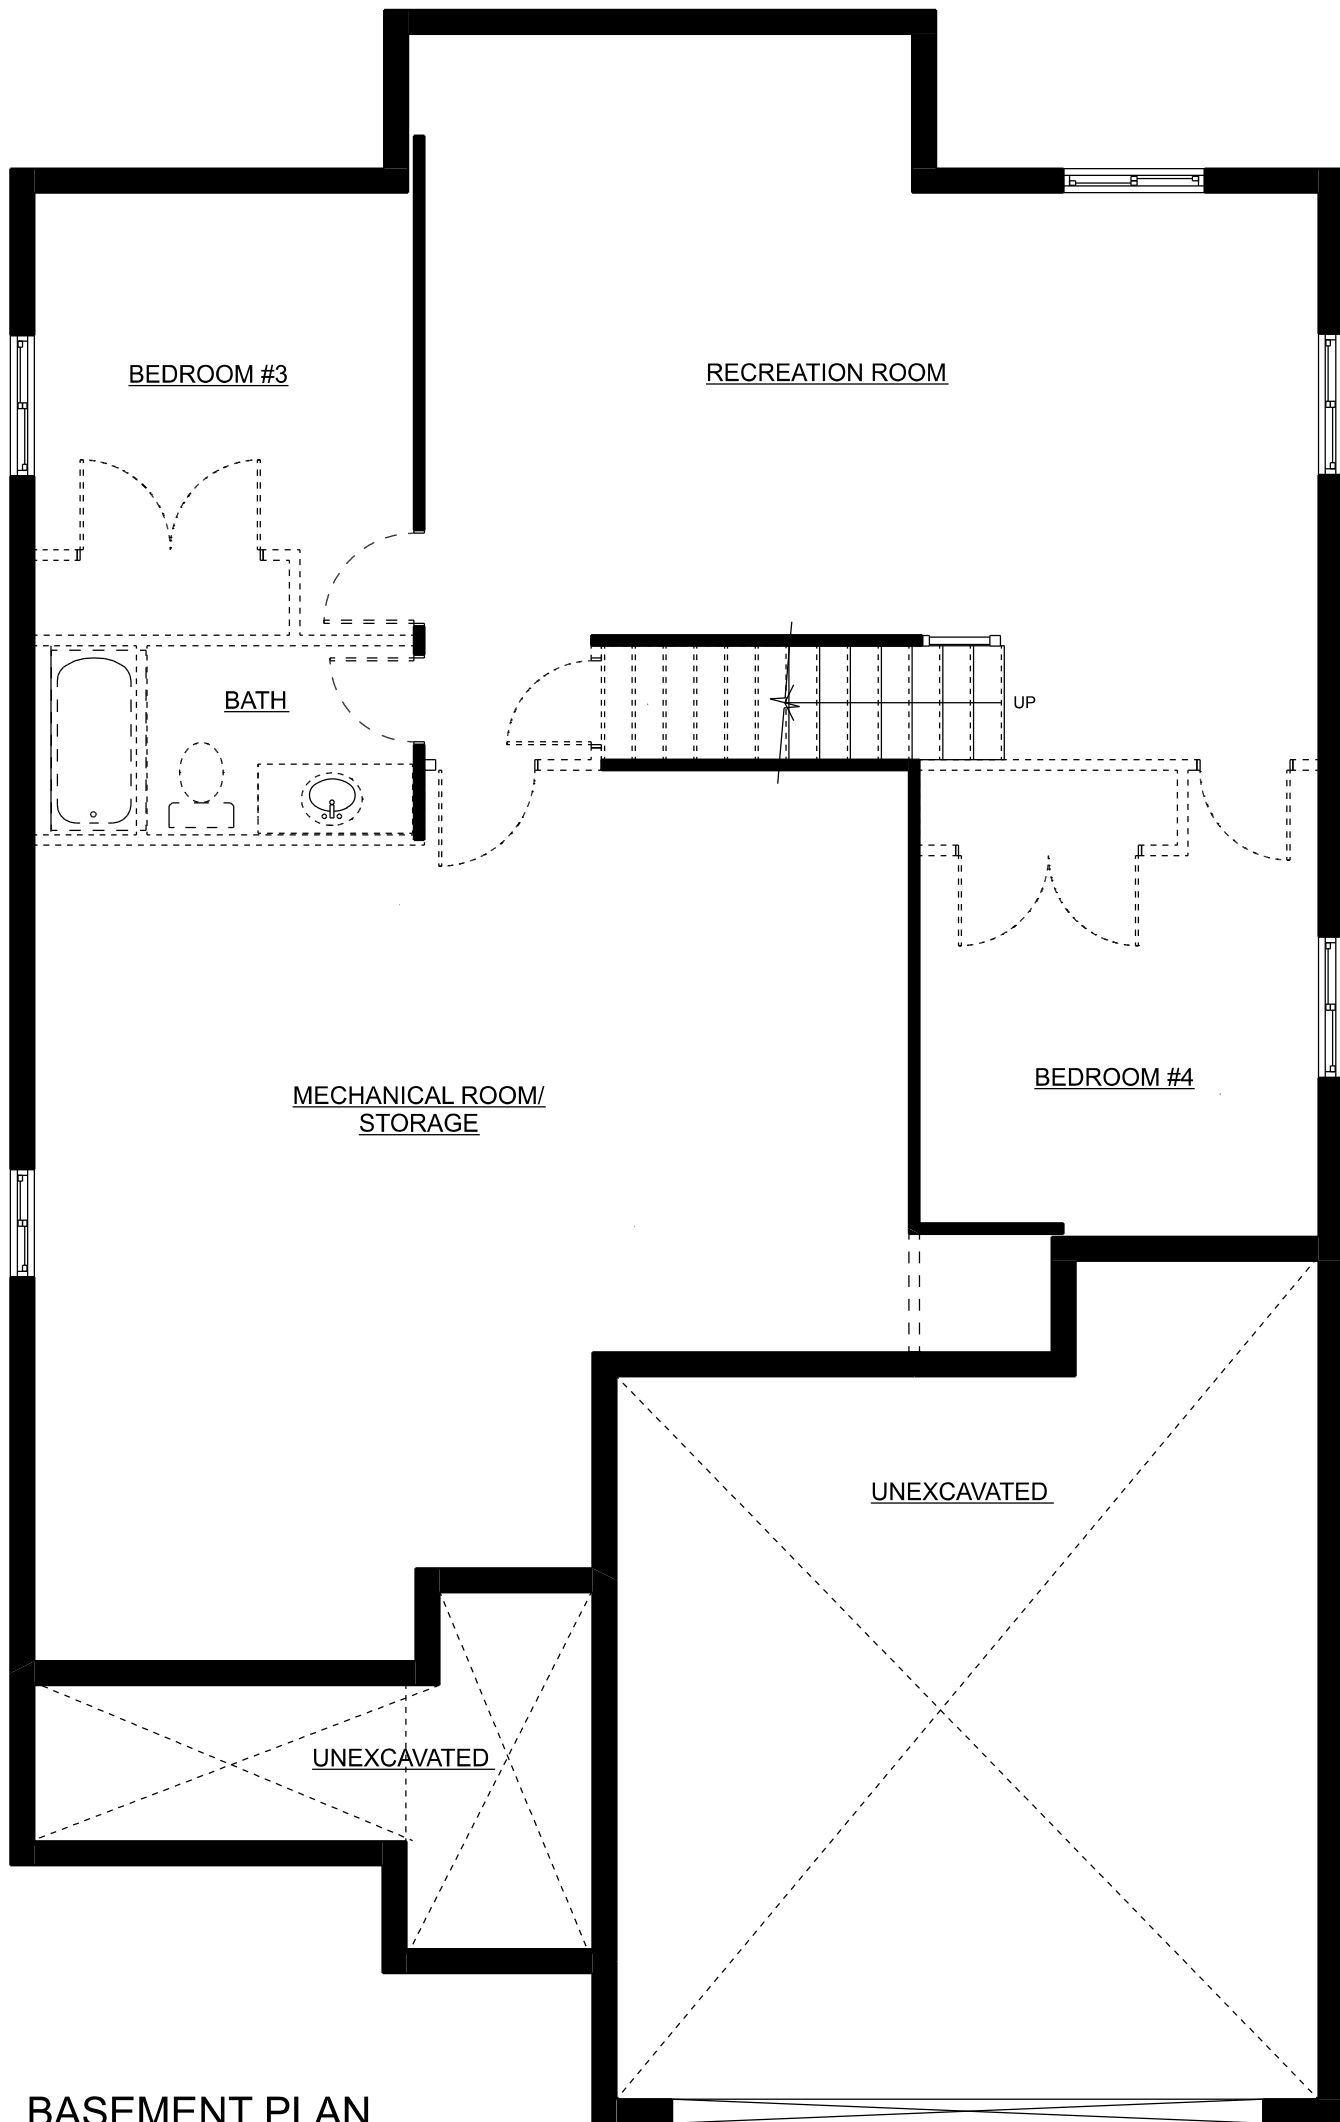 RECREATION ROOM
BEDROOM #3
BATH
UP
BEDROOM #4
MECHANICAL ROOM/
STORAGE
UNEXCAVATED
UNEXCAVATED
BASEMENT PLAN